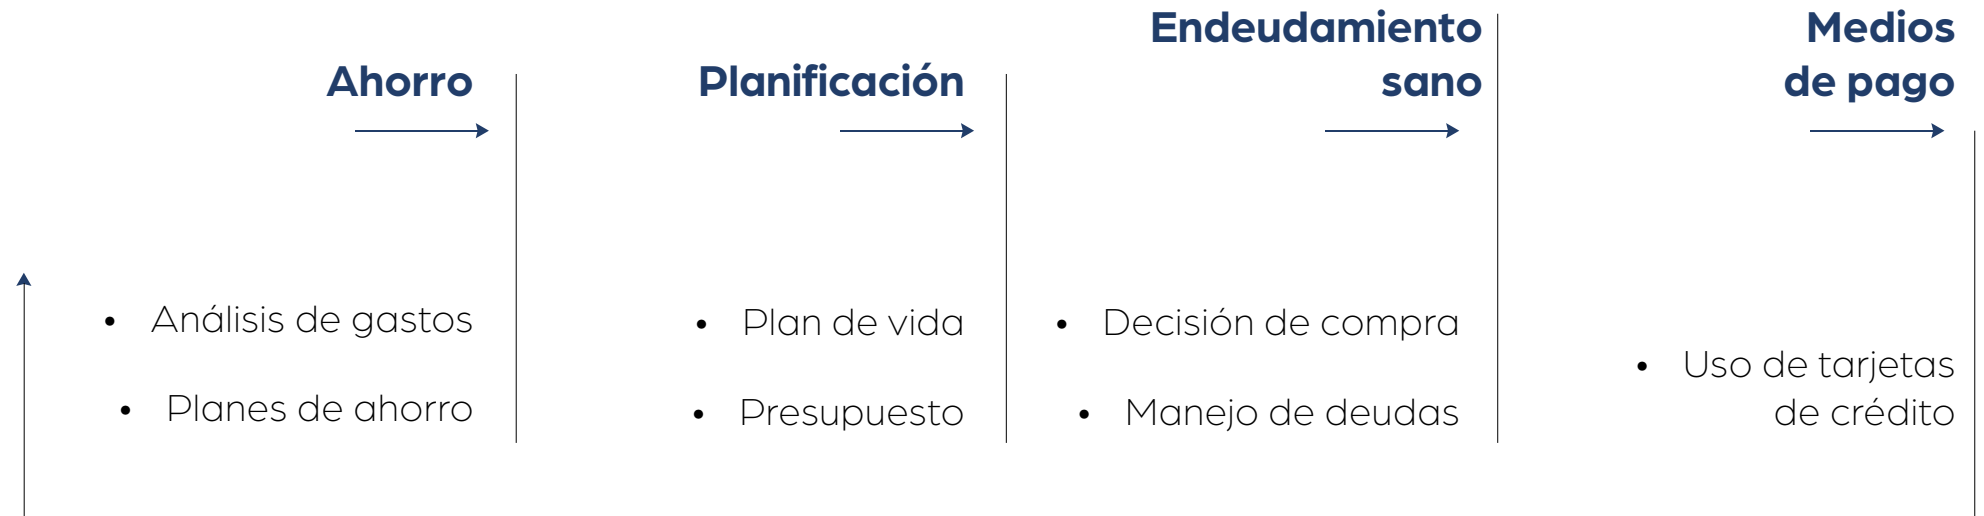 Ahorro
• Análisis de gastos
• Planes de ahorro
Planificación
• Plan de vida
• Presupuesto
Endeudamiento
sano
• Decisión de compra
• Manejo de deudas
Medios
de pago
• Uso de tarjetas
de crédito